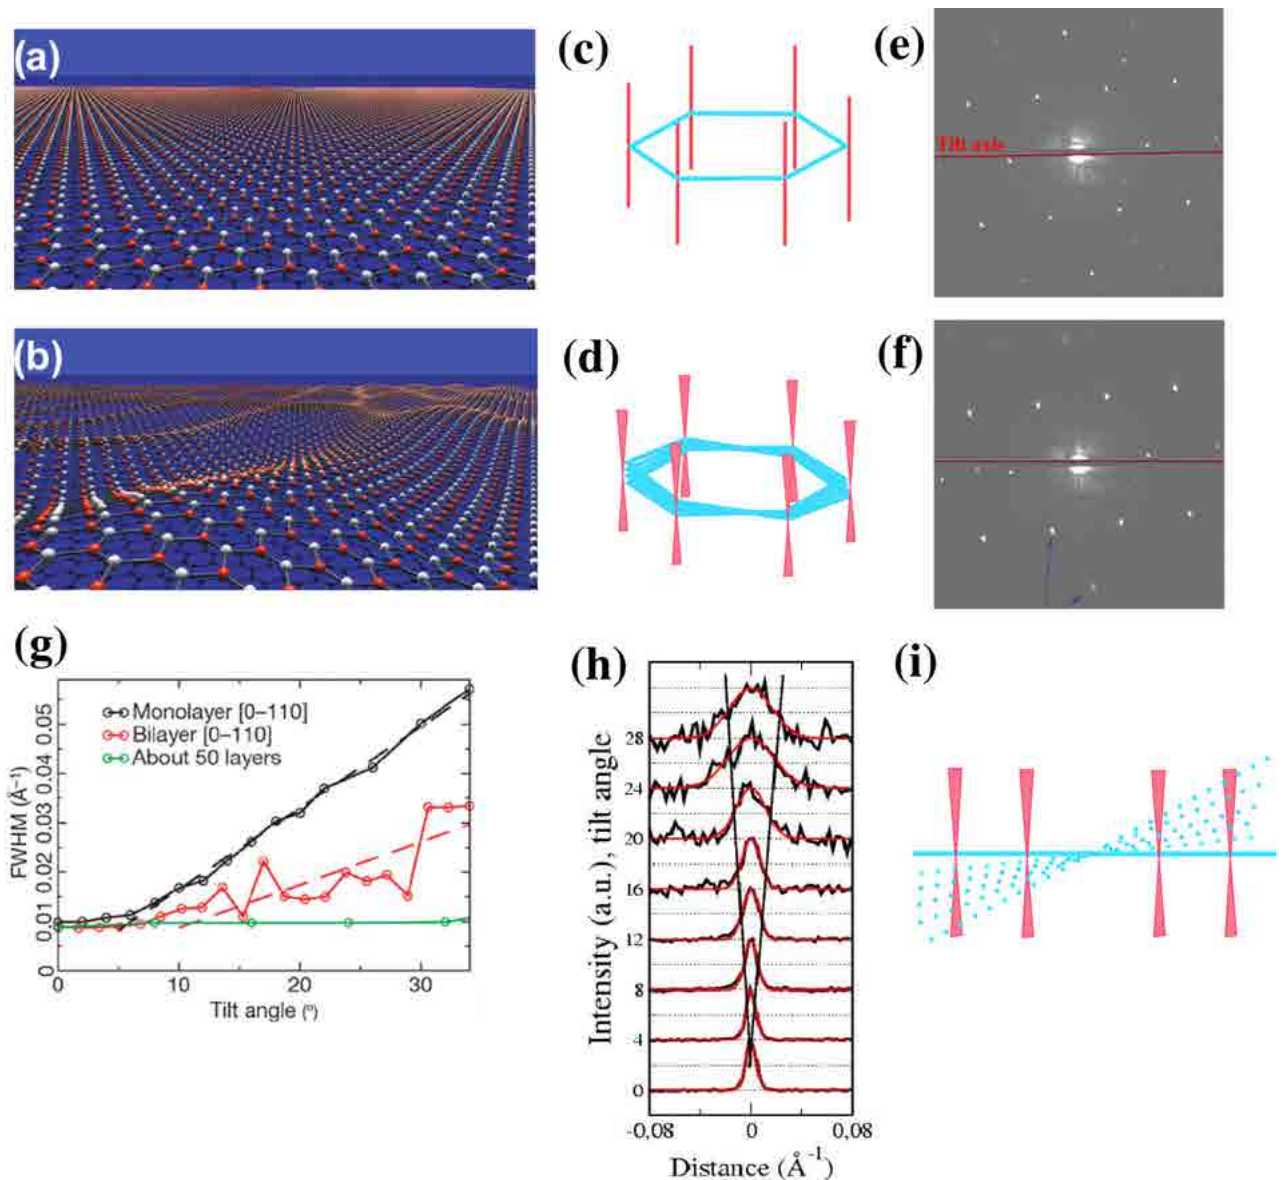 (a)
(b)
(c)
(d)
(e)
Tilt axis
(f)
(g)
FWHM (Å⁻¹)
0.05
0.04
0.03
0.02
0.01
0
Monolayer [0–110]
Bilayer [0–110]
About 50 layers
0
10
20
30
Tilt angle (º)
(h)
Intensity (a.u.), tilt angle
28
24
20
16
12
8
4
0
-0,08
0
0,08
Distance (Å⁻¹)
(i)